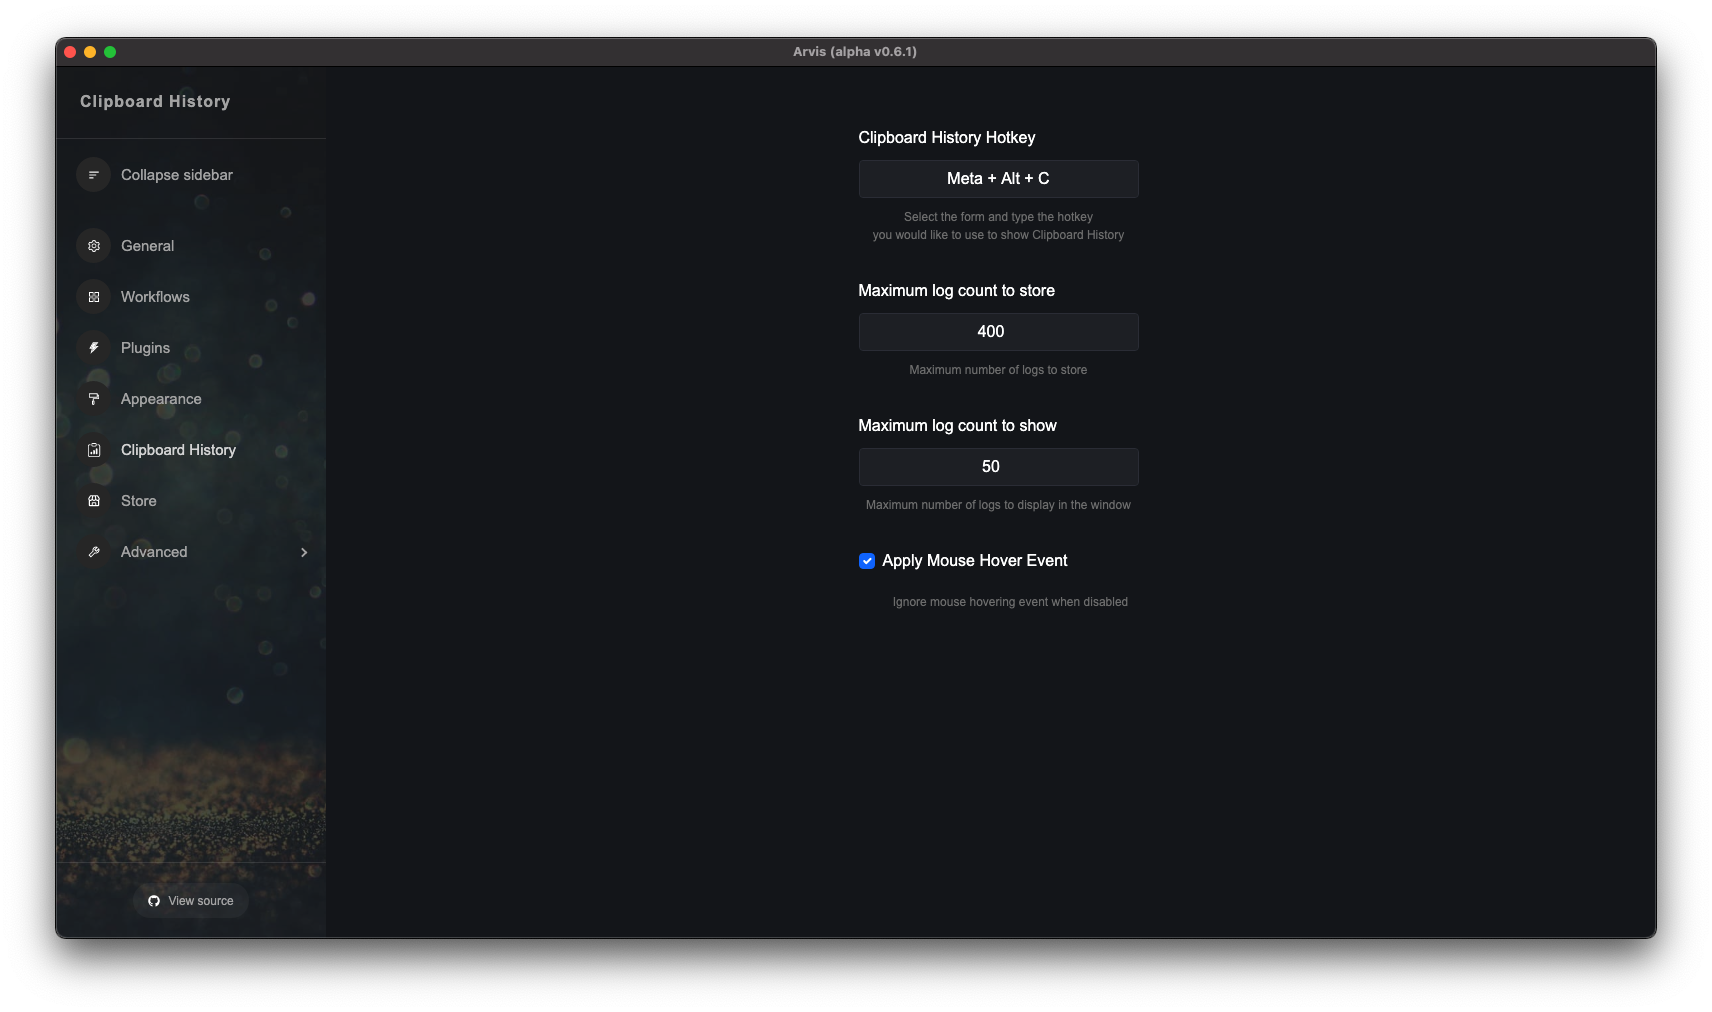 Arvis (alpha v0.6.1)
Clipboard History
Collapse sidebar
General
Workflows
Plugins
Appearance
Clipboard History
Store
Advanced
View source
Clipboard History Hotkey
Meta + Alt + C
Select the form and type the hotkey
you would like to use to show Clipboard History
Maximum log count to store
400
Maximum number of logs to store
Maximum log count to show
50
Maximum number of logs to display in the window
Apply Mouse Hover Event
Ignore mouse hovering event when disabled